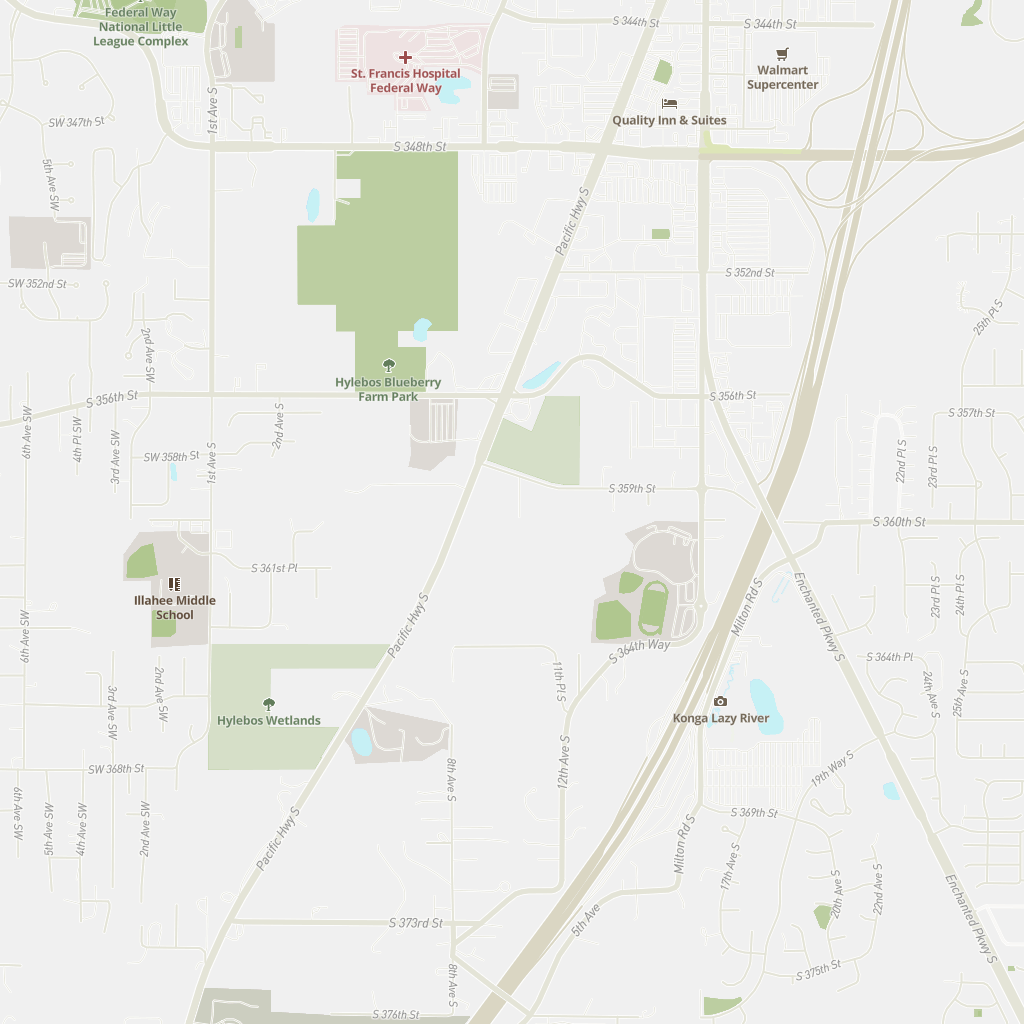 Federal Way
National Little
League Complex
S 344th St
S 344th St
St. Francis Hospital
Federal Way
Walmart
Supercenter
Quality Inn & Suites
1st Ave S
SW 347th St
S 348th St
5th Ave SW
Pacific Hwy S
S 352nd St
SW 352nd St
25th Pl S
2nd Ave SW
Hylebos Blueberry
Farm Park
S 356th St
S 356th St
S 357th St
6th Ave SW
4th Pl SW
3rd Ave SW
2nd Ave S
1st Ave S
SW 358th St
22nd Pl S
23rd Pl S
S 359th St
S 360th St
S 361st Pl
Illahee Middle
School
Pacific Hwy S
Milton Rd S
Enchanted Pkwy S
23rd Pl S
24th Pl S
6th Ave SW
S 364th Way
S 364th Pl
11th Pl S
2nd Ave SW
3rd Ave SW
24th Ave S
25th Ave S
Hylebos Wetlands
Konga Lazy River
SW 368th St
8th Ave S
12th Ave S
19th Way S
6th Ave SW
5th Ave SW
4th Ave SW
2nd Ave SW
Pacific Hwy S
S 369th St
Milton Rd S
17th Ave S
20th Ave S
22nd Ave S
Enchanted Pkwy S
S 373rd St
5th Ave
8th Ave S
S 375th St
S 376th St